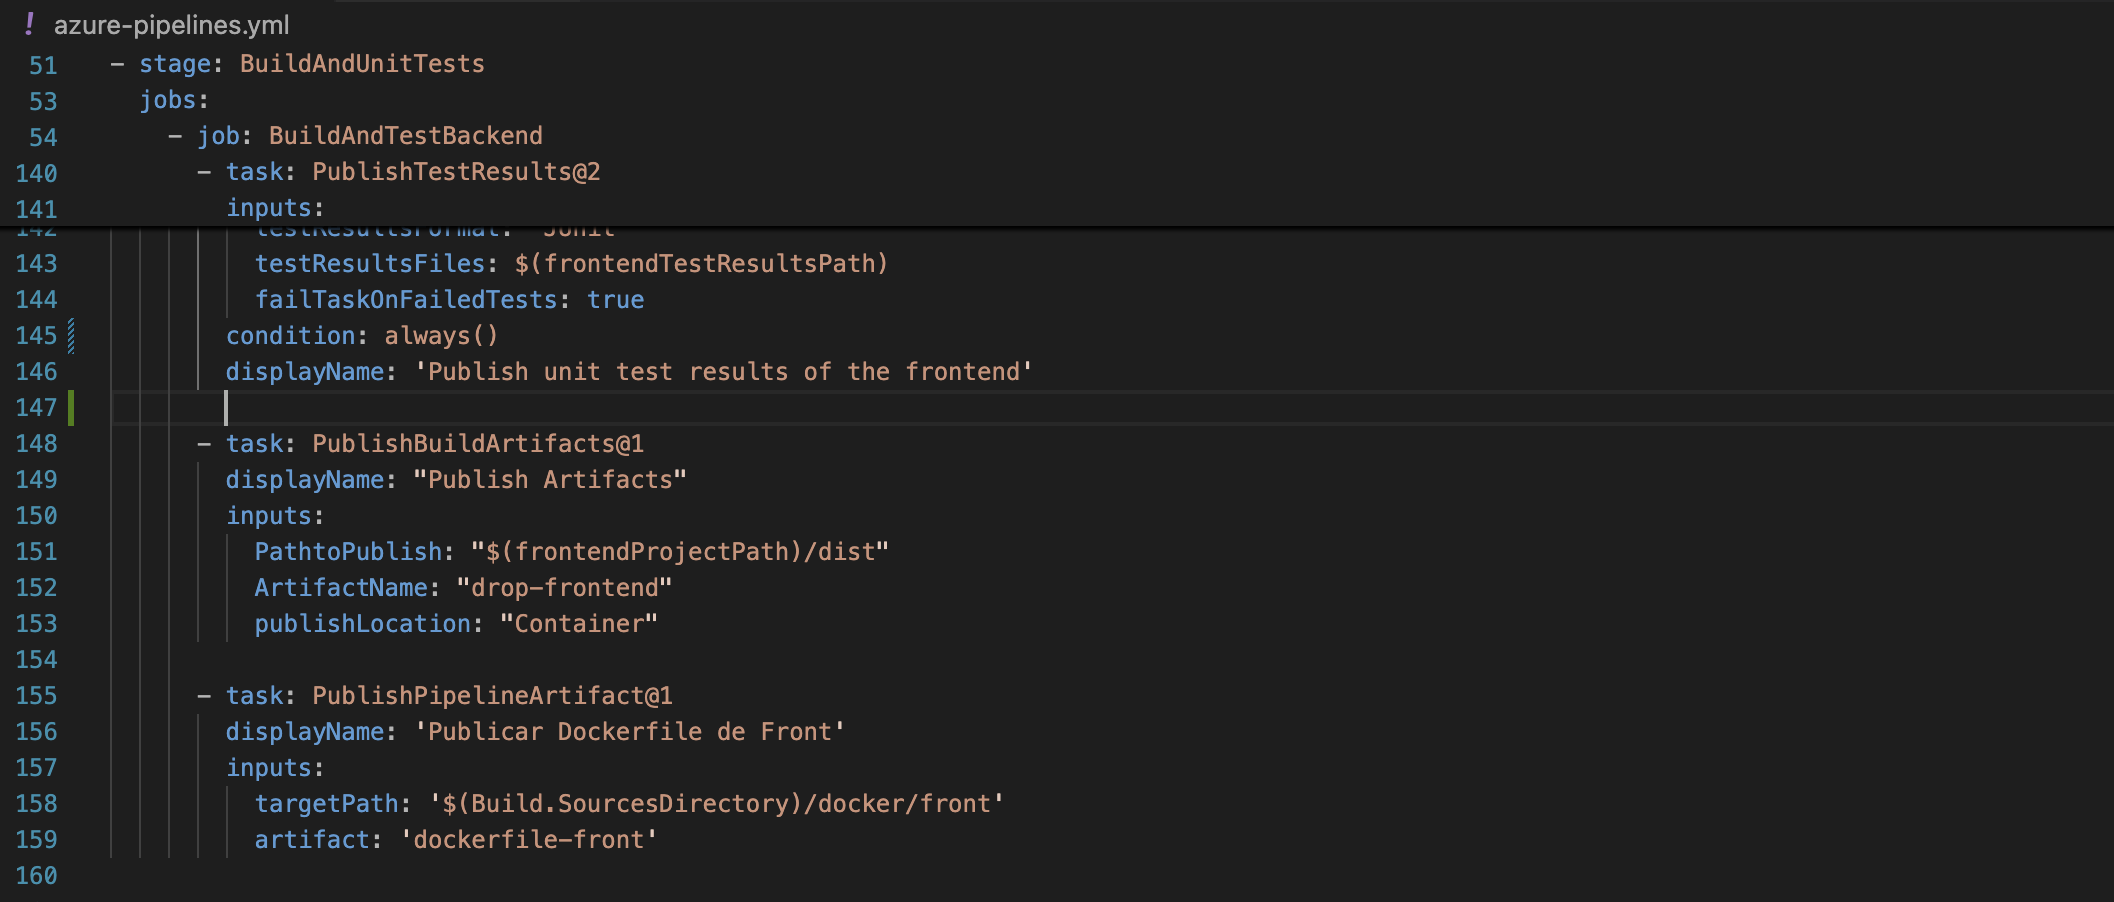 ! azure-pipelines.yml
51 - stage: BuildAndUnitTests
53 jobs:
54 - job: BuildAndTestBackend
140 - task: PublishTestResults@2
141 inputs:
142 testResultsFormat: 'JUnit'
143 testResultsFiles: $(frontendTestResultsPath)
144 failTaskOnFailedTests: true
145 condition: always()
146 displayName: 'Publish unit test results of the frontend'
147
148 - task: PublishBuildArtifacts@1
149 displayName: "Publish Artifacts"
150 inputs:
151 PathtoPublish: "$(frontendProjectPath)/dist"
152 ArtifactName: "drop-frontend"
153 publishLocation: "Container"
154
155 - task: PublishPipelineArtifact@1
156 displayName: 'Publicar Dockerfile de Front'
157 inputs:
158 targetPath: '$(Build.SourcesDirectory)/docker/front'
159 artifact: 'dockerfile-front'
160